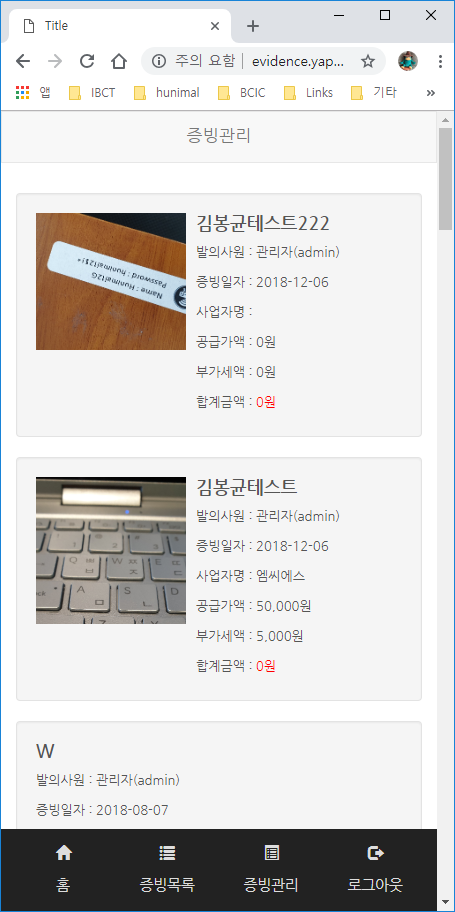 Title
주의 요함 | evidence.yap...
앱 IBCT hunimal BCIC Links 기타 »
증빙관리
김봉균테스트222
발의사원 : 관리자(admin)
증빙일자 : 2018-12-06
사업자명 :
공급가액 : 0원
부가세액 : 0원
합계금액 : 0원
Name : Hunimal12G
김봉균테스트
발의사원 : 관리자(admin)
증빙일자 : 2018-12-06
사업자명 : 엠씨에스
공급가액 : 50,000원
부가세액 : 5,000원
합계금액 : 0원
W
발의사원 : 관리자(admin)
증빙일자 : 2018-08-07
홈 증빙목록 증빙관리 로그아웃